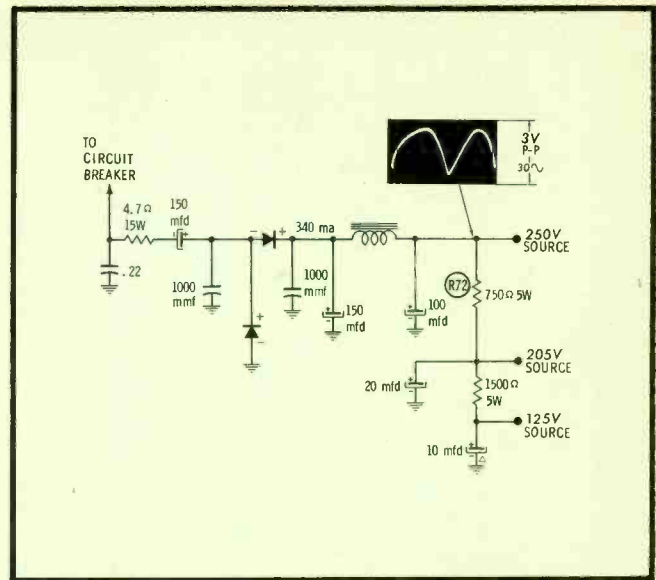 TO
CIRCUIT
BREAKER
4.7Ω
15W
150
mfd
.22
1000
mmf
340 ma
1000
mmf
150
mfd
100
mfd
3V
P-P
30∿
250V
SOURCE
R72
750Ω 5W
205V
SOURCE
20 mfd
1500Ω
5W
125V
SOURCE
10 mfd